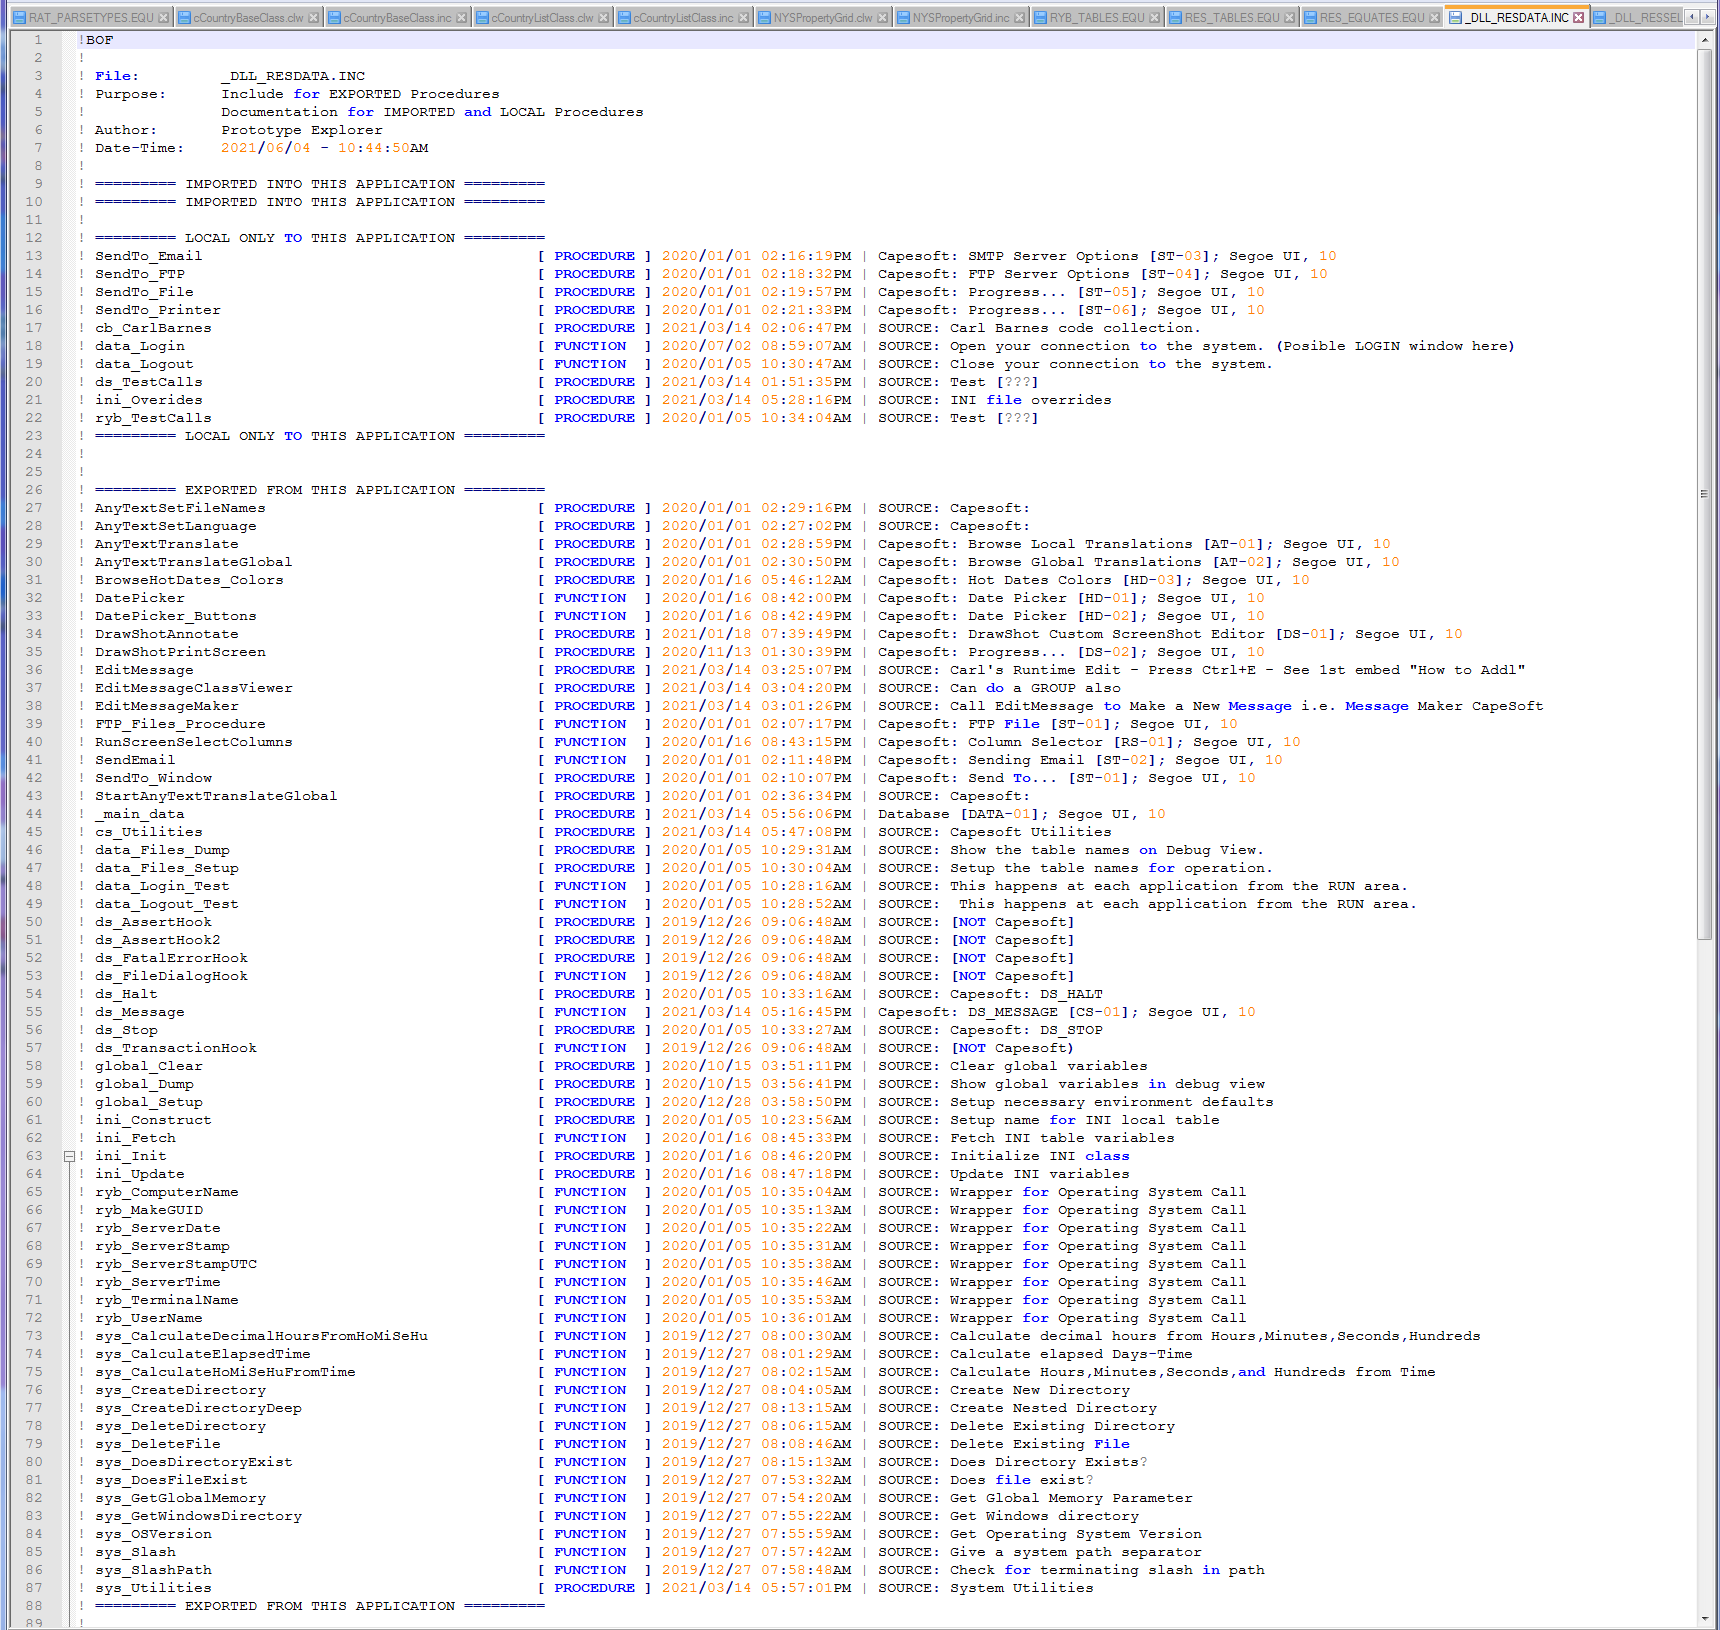 RAT_PARSETYPES.EQU cCountryBaseClass.clw cCountryBaseClass.inc cCountryListClass.clw cCountryListClass.inc NYSPropertyGrid.clw NYSPropertyGrid.inc RYB_TABLES.EQU RES_TABLES.EQU RES_EQUATES.EQU _DLL_RESDATA.INC _DLL_RESSEL
1 !BOF
2 !
3 ! File: _DLL_RESDATA.INC
4 ! Purpose: Include for EXPORTED Procedures
5 ! Documentation for IMPORTED and LOCAL Procedures
6 ! Author: Prototype Explorer
7 ! Date-Time: 2021/06/04 - 10:44:50AM
8 !
9 ! ========= IMPORTED INTO THIS APPLICATION =========
10 ! ========= IMPORTED INTO THIS APPLICATION =========
11 !
12 ! ========= LOCAL ONLY TO THIS APPLICATION =========
13 ! SendTo_Email [ PROCEDURE ] 2020/01/01 02:16:19PM | Capesoft: SMTP Server Options [ST-03]; Segoe UI, 10
14 ! SendTo_FTP [ PROCEDURE ] 2020/01/01 02:18:32PM | Capesoft: FTP Server Options [ST-04]; Segoe UI, 10
15 ! SendTo_File [ PROCEDURE ] 2020/01/01 02:19:57PM | Capesoft: Progress... [ST-05]; Segoe UI, 10
16 ! SendTo_Printer [ PROCEDURE ] 2020/01/01 02:21:33PM | Capesoft: Progress... [ST-06]; Segoe UI, 10
17 ! cb_CarlBarnes [ PROCEDURE ] 2021/03/14 02:06:47PM | SOURCE: Carl Barnes code collection.
18 ! data_Login [ FUNCTION ] 2020/07/02 08:59:07AM | SOURCE: Open your connection to the system. (Posible LOGIN window here)
19 ! data_Logout [ FUNCTION ] 2020/01/05 10:30:47AM | SOURCE: Close your connection to the system.
20 ! ds_TestCalls [ PROCEDURE ] 2021/03/14 01:51:35PM | SOURCE: Test [???]
21 ! ini_Overides [ PROCEDURE ] 2021/03/14 05:28:16PM | SOURCE: INI file overrides
22 ! ryb_TestCalls [ PROCEDURE ] 2020/01/05 10:34:04AM | SOURCE: Test [???]
23 ! ========= LOCAL ONLY TO THIS APPLICATION =========
24 !
25 !
26 ! ========= EXPORTED FROM THIS APPLICATION =========
27 ! AnyTextSetFileNames [ PROCEDURE ] 2020/01/01 02:29:16PM | SOURCE: Capesoft:
28 ! AnyTextSetLanguage [ PROCEDURE ] 2020/01/01 02:27:02PM | SOURCE: Capesoft:
29 ! AnyTextTranslate [ PROCEDURE ] 2020/01/01 02:28:59PM | Capesoft: Browse Local Translations [AT-01]; Segoe UI, 10
30 ! AnyTextTranslateGlobal [ PROCEDURE ] 2020/01/01 02:30:50PM | Capesoft: Browse Global Translations [AT-02]; Segoe UI, 10
31 ! BrowseHotDates_Colors [ PROCEDURE ] 2020/01/16 05:46:12AM | Capesoft: Hot Dates Colors [HD-03]; Segoe UI, 10
32 ! DatePicker [ FUNCTION ] 2020/01/16 08:42:00PM | Capesoft: Date Picker [HD-01]; Segoe UI, 10
33 ! DatePicker_Buttons [ FUNCTION ] 2020/01/16 08:42:49PM | Capesoft: Date Picker [HD-02]; Segoe UI, 10
34 ! DrawShotAnnotate [ PROCEDURE ] 2021/01/18 07:39:49PM | Capesoft: DrawShot Custom ScreenShot Editor [DS-01]; Segoe UI, 10
35 ! DrawShotPrintScreen [ PROCEDURE ] 2020/11/13 01:30:39PM | Capesoft: Progress... [DS-02]; Segoe UI, 10
36 ! EditMessage [ PROCEDURE ] 2021/03/14 03:25:07PM | SOURCE: Carl's Runtime Edit - Press Ctrl+E - See 1st embed "How to Addl"
37 ! EditMessageClassViewer [ PROCEDURE ] 2021/03/14 03:04:20PM | SOURCE: Can do a GROUP also
38 ! EditMessageMaker [ PROCEDURE ] 2021/03/14 03:01:26PM | SOURCE: Call EditMessage to Make a New Message i.e. Message Maker CapeSoft
39 ! FTP_Files_Procedure [ FUNCTION ] 2020/01/01 02:07:17PM | Capesoft: FTP File [ST-01]; Segoe UI, 10
40 ! RunScreenSelectColumns [ FUNCTION ] 2020/01/16 08:43:15PM | Capesoft: Column Selector [RS-01]; Segoe UI, 10
41 ! SendEmail [ FUNCTION ] 2020/01/01 02:11:48PM | Capesoft: Sending Email [ST-02]; Segoe UI, 10
42 ! SendTo_Window [ PROCEDURE ] 2020/01/01 02:10:07PM | Capesoft: Send To... [ST-01]; Segoe UI, 10
43 ! StartAnyTextTranslateGlobal [ PROCEDURE ] 2020/01/01 02:36:34PM | SOURCE: Capesoft:
44 ! _main_data [ PROCEDURE ] 2021/03/14 05:56:06PM | Database [DATA-01]; Segoe UI, 10
45 ! cs_Utilities [ PROCEDURE ] 2021/03/14 05:47:08PM | SOURCE: Capesoft Utilities
46 ! data_Files_Dump [ PROCEDURE ] 2020/01/05 10:29:31AM | SOURCE: Show the table names on Debug View.
47 ! data_Files_Setup [ PROCEDURE ] 2020/01/05 10:30:04AM | SOURCE: Setup the table names for operation.
48 ! data_Login_Test [ FUNCTION ] 2020/01/05 10:28:16AM | SOURCE: This happens at each application from the RUN area.
49 ! data_Logout_Test [ FUNCTION ] 2020/01/05 10:28:52AM | SOURCE: This happens at each application from the RUN area.
50 ! ds_AssertHook [ PROCEDURE ] 2019/12/26 09:06:48AM | SOURCE: [NOT Capesoft]
51 ! ds_AssertHook2 [ PROCEDURE ] 2019/12/26 09:06:48AM | SOURCE: [NOT Capesoft]
52 ! ds_FatalErrorHook [ PROCEDURE ] 2019/12/26 09:06:48AM | SOURCE: [NOT Capesoft]
53 ! ds_FileDialogHook [ FUNCTION ] 2019/12/26 09:06:48AM | SOURCE: [NOT Capesoft]
54 ! ds_Halt [ PROCEDURE ] 2020/01/05 10:33:16AM | SOURCE: Capesoft: DS_HALT
55 ! ds_Message [ FUNCTION ] 2021/03/14 05:16:45PM | Capesoft: DS_MESSAGE [CS-01]; Segoe UI, 10
56 ! ds_Stop [ PROCEDURE ] 2020/01/05 10:33:27AM | SOURCE: Capesoft: DS_STOP
57 ! ds_TransactionHook [ FUNCTION ] 2019/12/26 09:06:48AM | SOURCE: [NOT Capesoft)
58 ! global_Clear [ PROCEDURE ] 2020/10/15 03:51:11PM | SOURCE: Clear global variables
59 ! global_Dump [ PROCEDURE ] 2020/10/15 03:56:41PM | SOURCE: Show global variables in debug view
60 ! global_Setup [ PROCEDURE ] 2020/12/28 03:58:50PM | SOURCE: Setup necessary environment defaults
61 ! ini_Construct [ PROCEDURE ] 2020/01/05 10:23:56AM | SOURCE: Setup name for INI local table
62 ! ini_Fetch [ FUNCTION ] 2020/01/16 08:45:33PM | SOURCE: Fetch INI table variables
63 ! ini_Init [ PROCEDURE ] 2020/01/16 08:46:20PM | SOURCE: Initialize INI class
64 ! ini_Update [ PROCEDURE ] 2020/01/16 08:47:18PM | SOURCE: Update INI variables
65 ! ryb_ComputerName [ FUNCTION ] 2020/01/05 10:35:04AM | SOURCE: Wrapper for Operating System Call
66 ! ryb_MakeGUID [ FUNCTION ] 2020/01/05 10:35:13AM | SOURCE: Wrapper for Operating System Call
67 ! ryb_ServerDate [ FUNCTION ] 2020/01/05 10:35:22AM | SOURCE: Wrapper for Operating System Call
68 ! ryb_ServerStamp [ FUNCTION ] 2020/01/05 10:35:31AM | SOURCE: Wrapper for Operating System Call
69 ! ryb_ServerStampUTC [ FUNCTION ] 2020/01/05 10:35:38AM | SOURCE: Wrapper for Operating System Call
70 ! ryb_ServerTime [ FUNCTION ] 2020/01/05 10:35:46AM | SOURCE: Wrapper for Operating System Call
71 ! ryb_TerminalName [ FUNCTION ] 2020/01/05 10:35:53AM | SOURCE: Wrapper for Operating System Call
72 ! ryb_UserName [ FUNCTION ] 2020/01/05 10:36:01AM | SOURCE: Wrapper for Operating System Call
73 ! sys_CalculateDecimalHoursFromHoMiSeHu [ FUNCTION ] 2019/12/27 08:00:30AM | SOURCE: Calculate decimal hours from Hours,Minutes,Seconds,Hundreds
74 ! sys_CalculateElapsedTime [ FUNCTION ] 2019/12/27 08:01:29AM | SOURCE: Calculate elapsed Days-Time
75 ! sys_CalculateHoMiSeHuFromTime [ FUNCTION ] 2019/12/27 08:02:15AM | SOURCE: Calculate Hours,Minutes,Seconds,and Hundreds from Time
76 ! sys_CreateDirectory [ FUNCTION ] 2019/12/27 08:04:05AM | SOURCE: Create New Directory
77 ! sys_CreateDirectoryDeep [ FUNCTION ] 2019/12/27 08:13:15AM | SOURCE: Create Nested Directory
78 ! sys_DeleteDirectory [ FUNCTION ] 2019/12/27 08:06:15AM | SOURCE: Delete Existing Directory
79 ! sys_DeleteFile [ FUNCTION ] 2019/12/27 08:08:46AM | SOURCE: Delete Existing File
80 ! sys_DoesDirectoryExist [ FUNCTION ] 2019/12/27 08:15:13AM | SOURCE: Does Directory Exists?
81 ! sys_DoesFileExist [ FUNCTION ] 2019/12/27 07:53:32AM | SOURCE: Does file exist?
82 ! sys_GetGlobalMemory [ FUNCTION ] 2019/12/27 07:54:20AM | SOURCE: Get Global Memory Parameter
83 ! sys_GetWindowsDirectory [ FUNCTION ] 2019/12/27 07:55:22AM | SOURCE: Get Windows directory
84 ! sys_OSVersion [ FUNCTION ] 2019/12/27 07:55:59AM | SOURCE: Get Operating System Version
85 ! sys_Slash [ FUNCTION ] 2019/12/27 07:57:42AM | SOURCE: Give a system path separator
86 ! sys_SlashPath [ FUNCTION ] 2019/12/27 07:58:48AM | SOURCE: Check for terminating slash in path
87 ! sys_Utilities [ PROCEDURE ] 2021/03/14 05:57:01PM | SOURCE: System Utilities
88 ! ========= EXPORTED FROM THIS APPLICATION =========
89 !